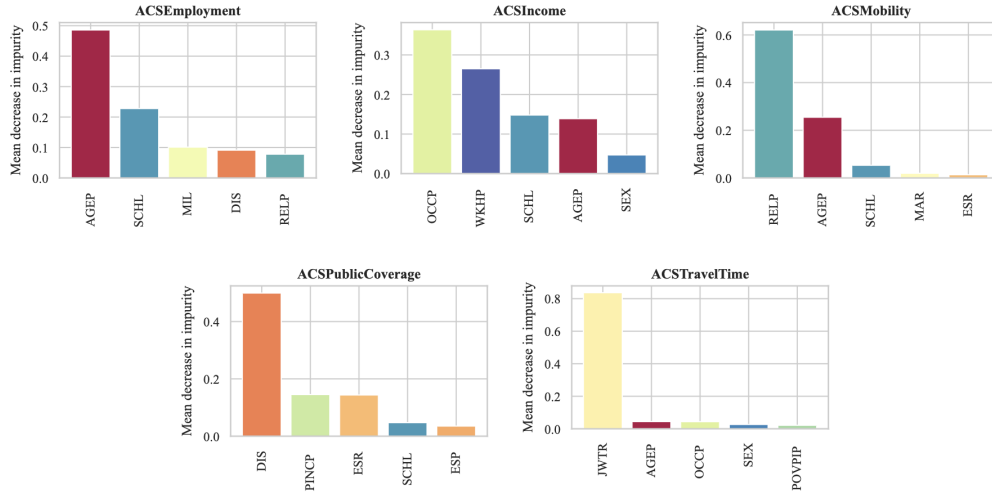 ACSEmployment
Mean decrease in impurity
0.5
0.4
0.3
0.2
0.1
0.0
AGEP
SCHL
MIL
DIS
RELP
ACSIncome
Mean decrease in impurity
0.3
0.2
0.1
0.0
OCCP
WKHP
SCHL
AGEP
SEX
ACSMobility
Mean decrease in impurity
0.6
0.4
0.2
0.0
RELP
AGEP
SCHL
MAR
ESR
ACSPublicCoverage
Mean decrease in impurity
0.4
0.2
0.0
DIS
PINCP
ESR
SCHL
ESP
ACSTravelTime
Mean decrease in impurity
0.8
0.6
0.4
0.2
0.0
JWTR
AGEP
OCCP
SEX
POVPIP